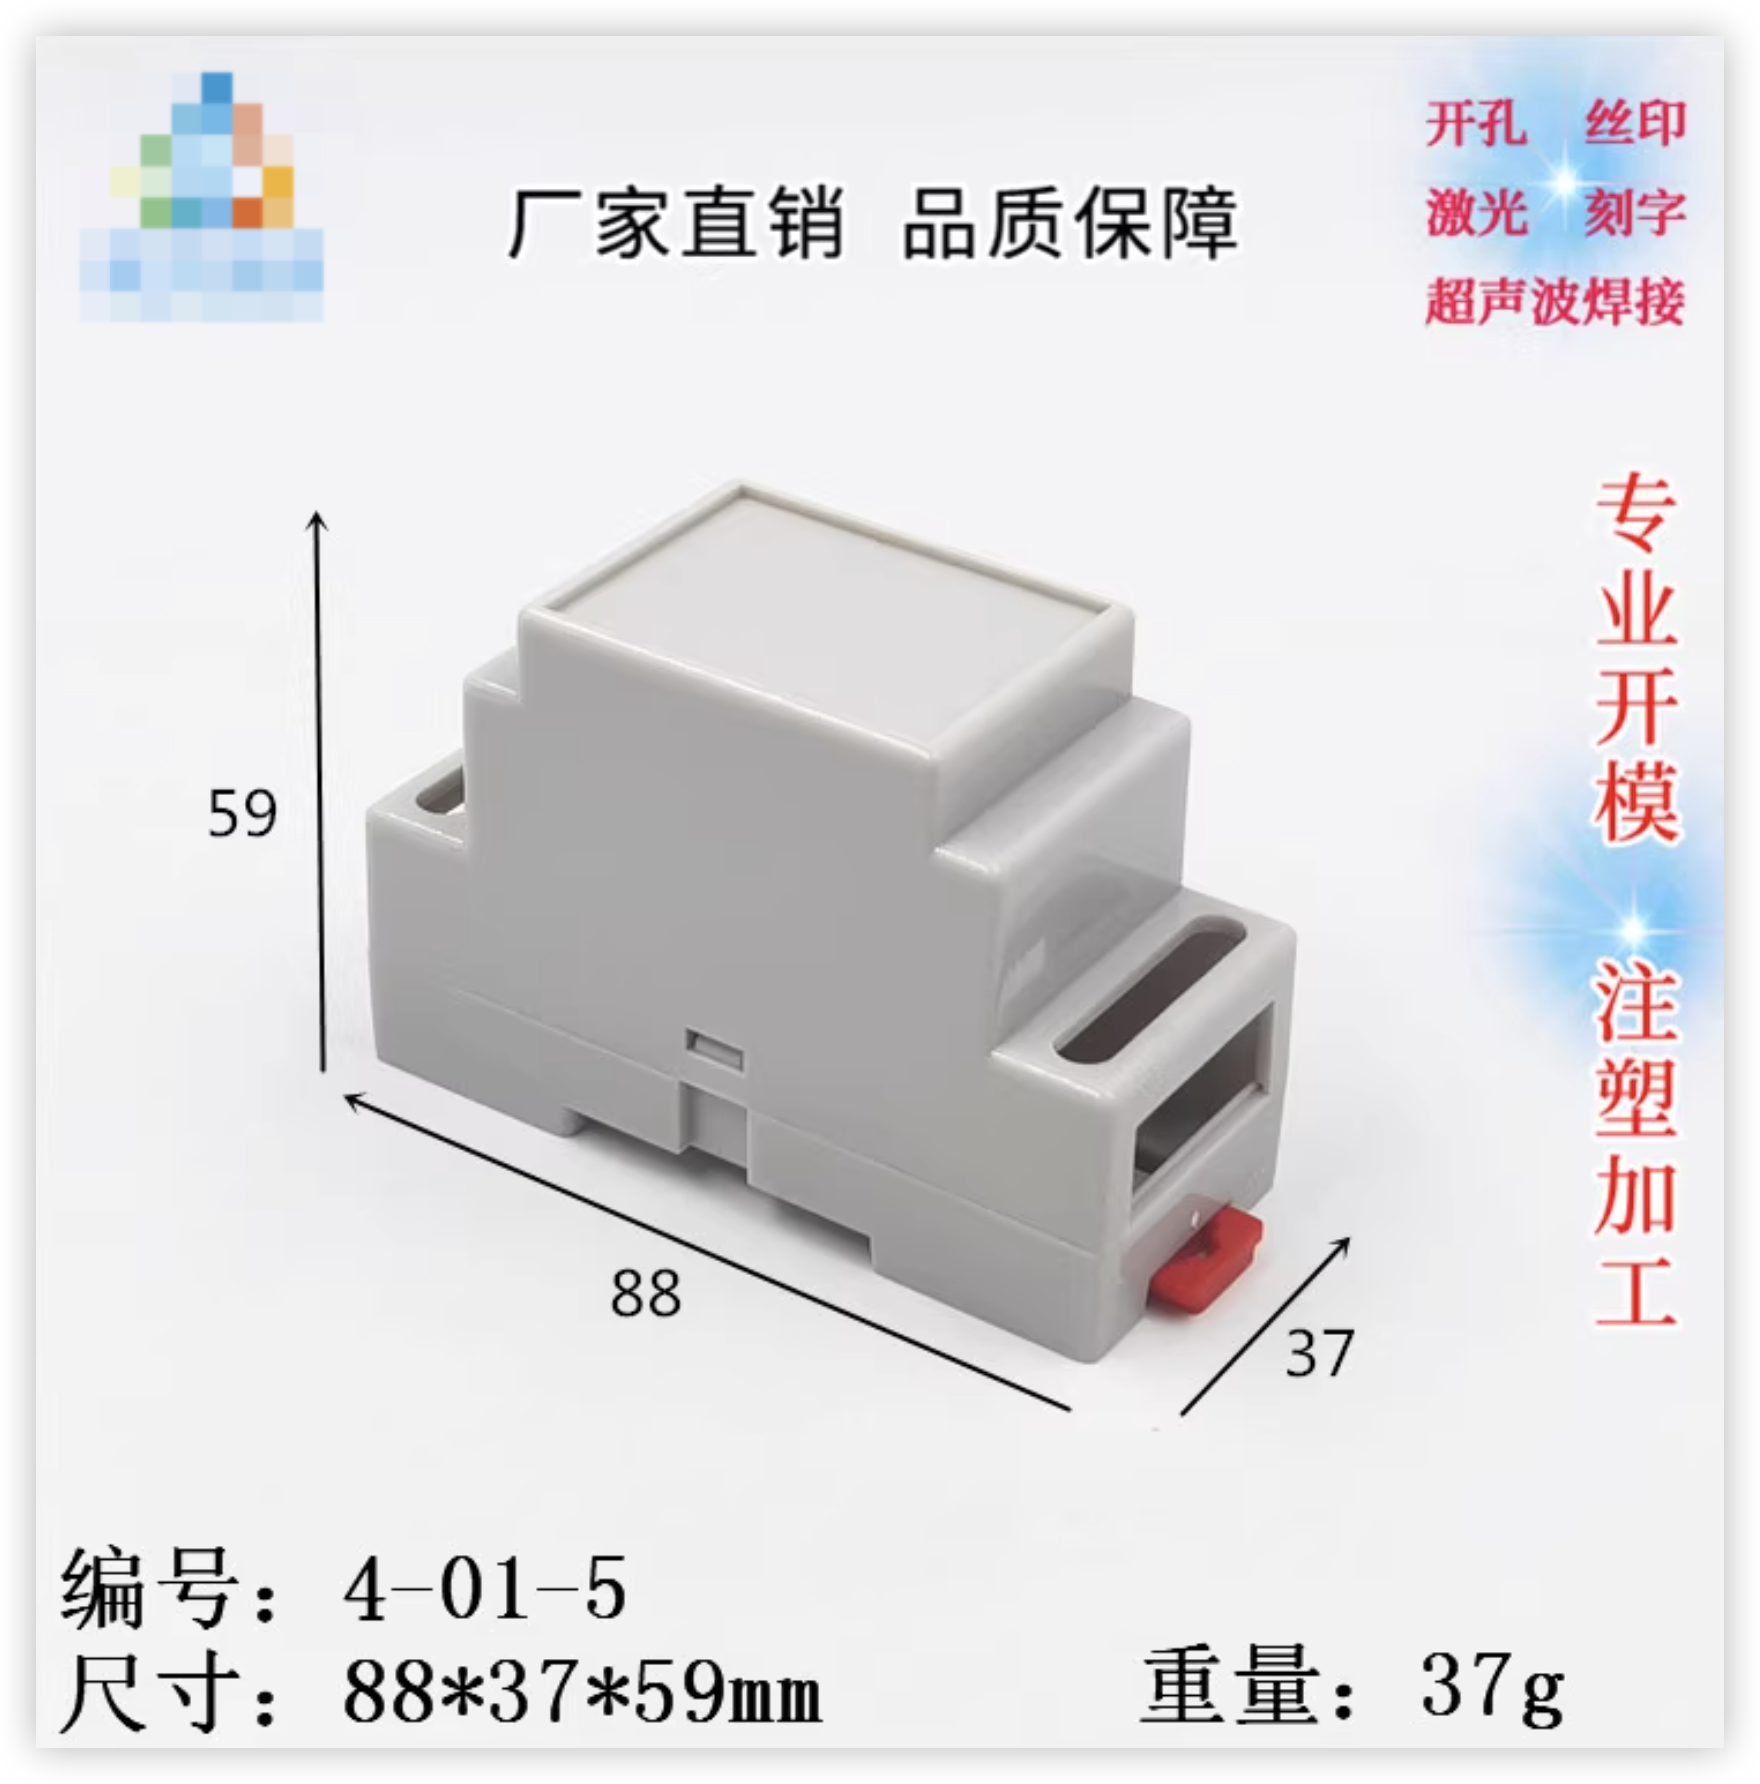 厂家直销 品质保障
开孔 丝印
激光 刻字
超声波焊接
专业开模 注塑加工
59
88
37
编号：4-01-5
尺寸：88*37*59mm
重量：37g